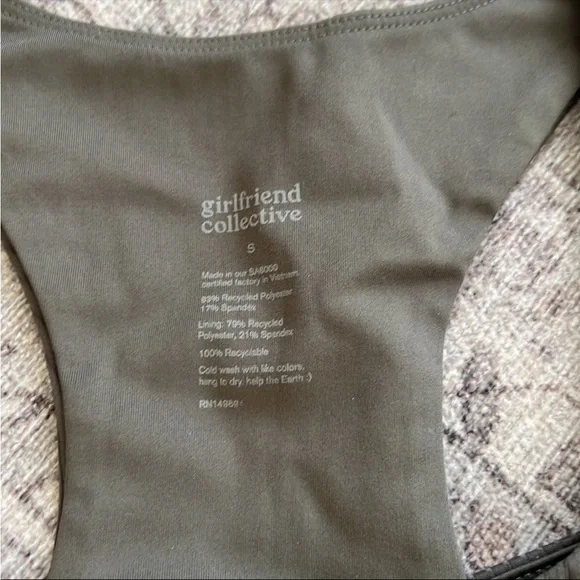 girlfriend
collective
S
Made in our SA8000
certified factory in Vietnam
83% Recycled Polyester
17% Spandex
Lining: 79% Recycled
Polyester, 21% Spandex
100% Recyclable
Cold wash with like colors,
hang to dry, help the Earth :)